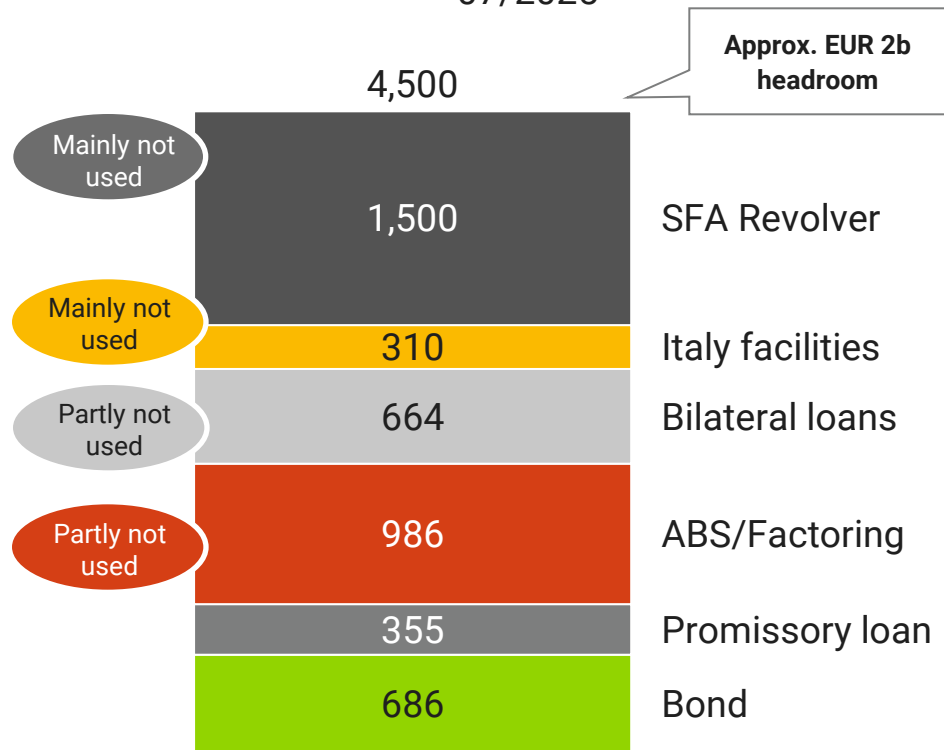 Approx. EUR 2b
headroom
4,500
Mainly not
used
1,500
SFA Revolver
Mainly not
used
310
Italy facilities
Partly not
used
664
Bilateral loans
Partly not
used
986
ABS/Factoring
355
Promissory loan
686
Bond